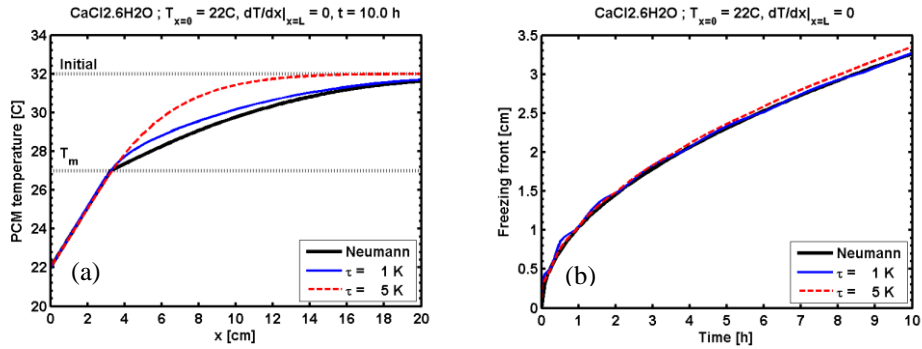 CaCl2.6H2O ; T_{x=0} = 22C, dT/dx|_{x=L} = 0, t = 10.0 h
PCM temperature [C]
34
32
30
28
26
24
22
20
Initial
T_m
(a)
Neumann
τ = 1 K
τ = 5 K
0 2 4 6 8 10 12 14 16 18 20
x [cm]
CaCl2.6H2O ; T_{x=0} = 22C, dT/dx|_{x=L} = 0
Freezing front [cm]
3.5
3
2.5
2
1.5
1
0.5
0
(b)
Neumann
τ = 1 K
τ = 5 K
0 1 2 3 4 5 6 7 8 9 10
Time [h]